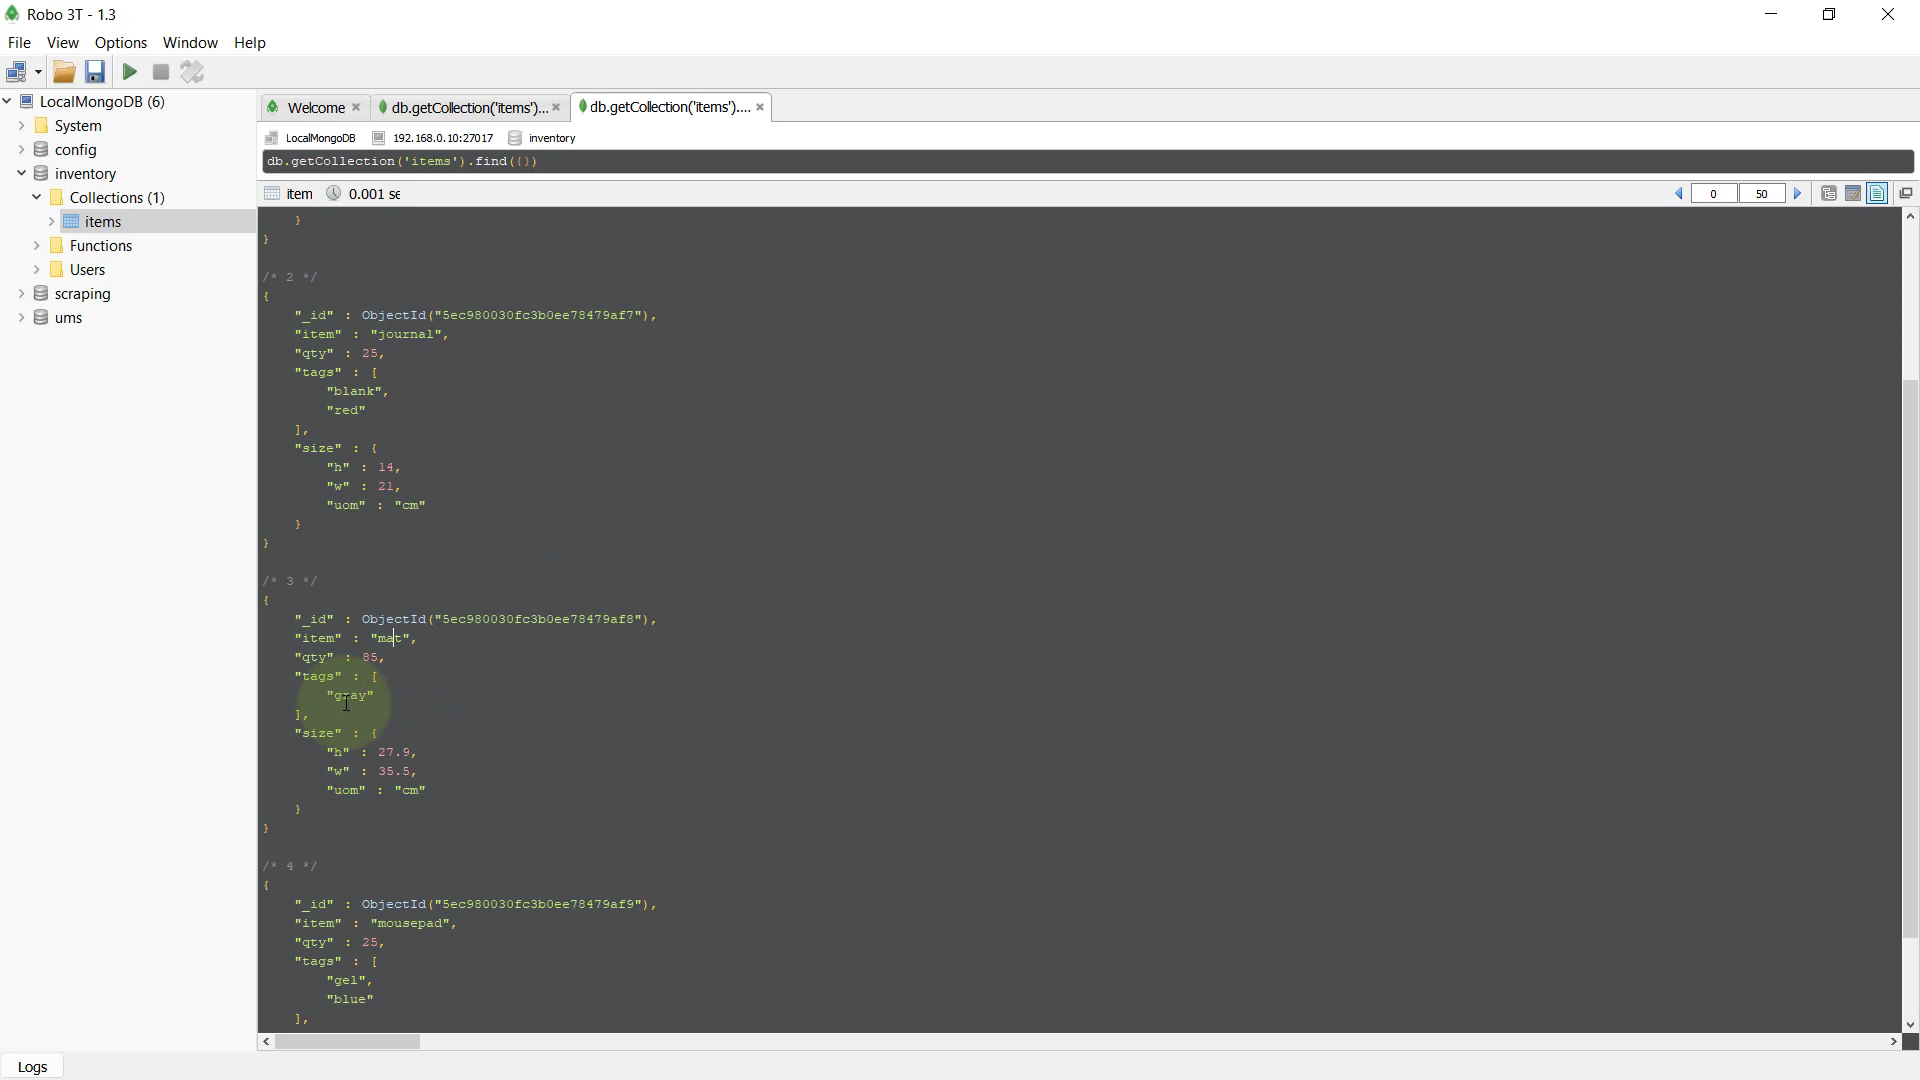 Robo 3T - 1.3
File View Options Window Help
LocalMongoDB (6)
System
config
inventory
Collections (1)
items
Functions
Users
scraping
ums
Welcome
db.getCollection('items')...
db.getCollection('items')....
LocalMongoDB 192.168.0.10:27017 inventory
db.getCollection('items').find({})
item 0.001 se
0 50
}
}
/* 2 */
{
"_id" : ObjectId("5ec980030fc3b0ee78479af7"),
"item" : "journal",
"qty" : 25,
"tags" : [
"blank",
"red"
],
"size" : {
"h" : 14,
"w" : 21,
"uom" : "cm"
}
}
/* 3 */
{
"_id" : ObjectId("5ec980030fc3b0ee78479af8"),
"item" : "mat",
"qty" : 85,
"tags" : [
"gray"
],
"size" : {
"h" : 27.9,
"w" : 35.5,
"uom" : "cm"
}
}
/* 4 */
{
"_id" : ObjectId("5ec980030fc3b0ee78479af9"),
"item" : "mousepad",
"qty" : 25,
"tags" : [
"gel",
"blue"
],
Logs